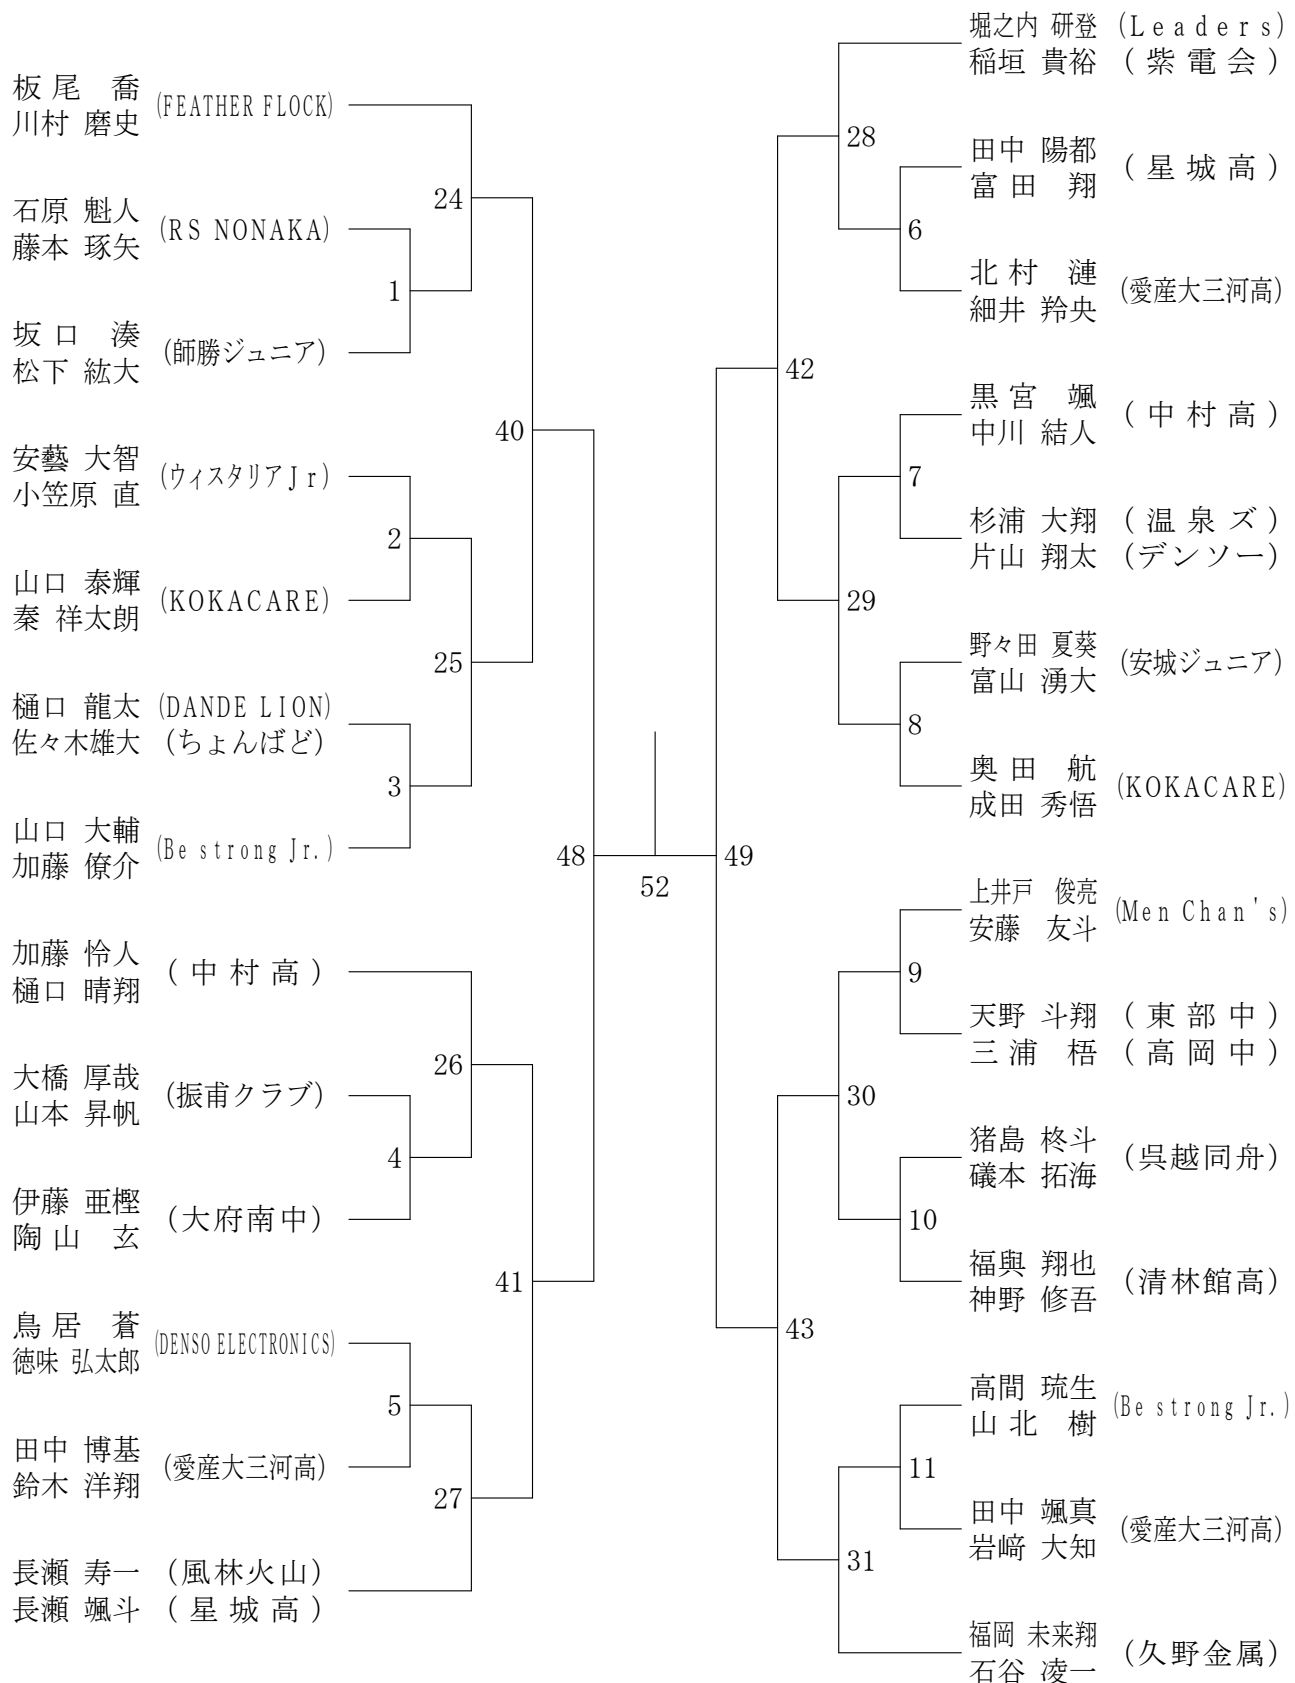 板尾 喬 (FEATHER FLOCK)
川村 磨史
24
石原 魁人 (RS NONAKA)
藤本 琢矢
1
坂口 湊 (師勝ジュニア)
松下 紘大
40
安藝 大智 (ウィスタリアJr)
小笠原 直
2
山口 泰輝 (KOKACARE)
秦 祥太朗
25
樋口 龍太 (DANDE LION)
佐々木雄大 (ちょんばど)
3
山口 大輔 (Be strong Jr.)
加藤 僚介
48
加藤 怜人 (中村高)
樋口 晴翔
26
大橋 厚哉 (振甫クラブ)
山本 昇帆
4
伊藤 亜樫 (大府南中)
陶山 玄
41
鳥居 蒼 (DENSO ELECTRONICS)
徳味 弘太郎
5
田中 博基 (愛産大三河高)
鈴木 洋翔
27
長瀬 寿一 (風林火山)
長瀬 颯斗 (星城高)
52
堀之内 研登 (Leaders)
稲垣 貴裕 (紫電会)
28
田中 陽都 (星城高)
富田 翔
6
北村 漣 (愛産大三河高)
細井 羚央
42
黒宮 颯 (中村高)
中川 結人
7
杉浦 大翔 (温泉ズ)
片山 翔太 (デンソー)
29
野々田 夏葵 (安城ジュニア)
富山 湧大
8
奥田 航 (KOKACARE)
成田 秀悟
49
上井戸 俊亮 (Men Chan's)
安藤 友斗
9
天野 斗翔 (東部中)
三浦 梧 (高岡中)
30
猪島 柊斗 (呉越同舟)
礒本 拓海
10
福與 翔也 (清林館高)
神野 修吾
43
高間 琉生 (Be strong Jr.)
山北 樹
11
田中 颯真 (愛産大三河高)
岩﨑 大知
31
福岡 未来翔 (久野金属)
石谷 凌一